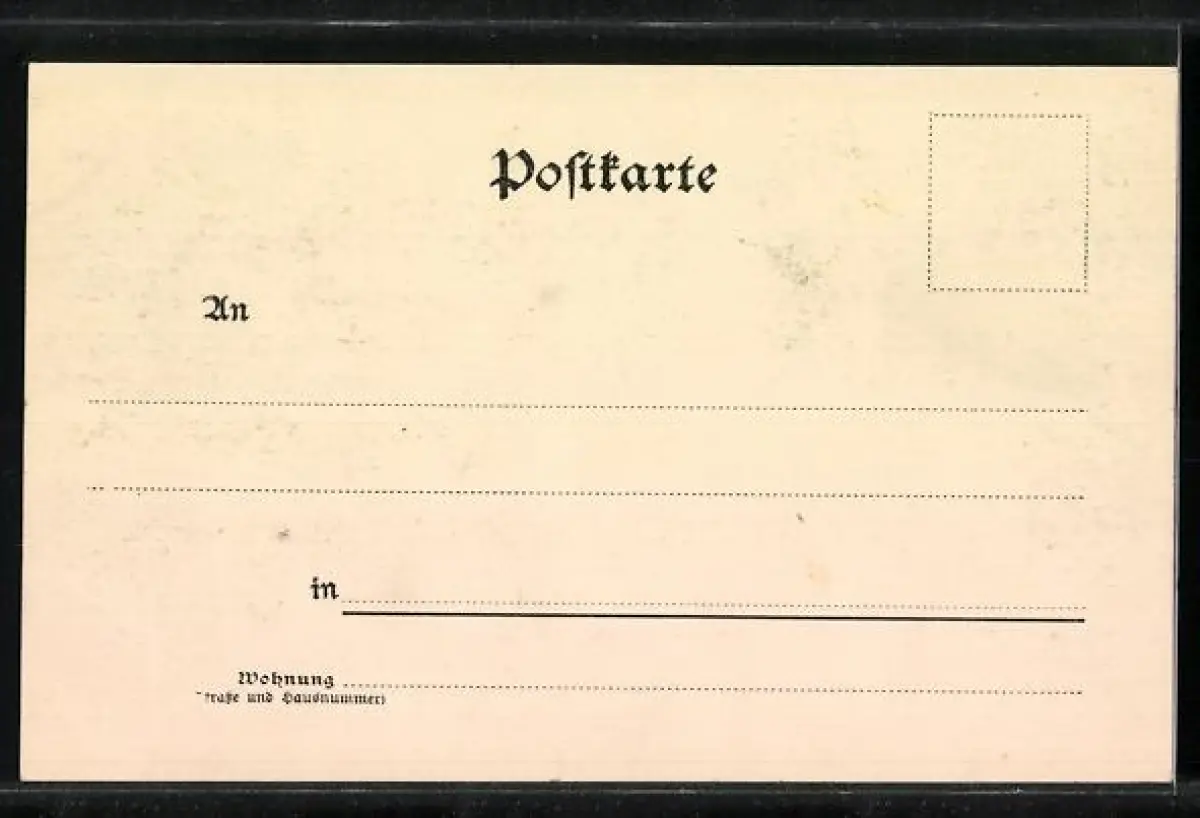 Postkarte
An
in
Wohnung
(Straße und Hausnummer)